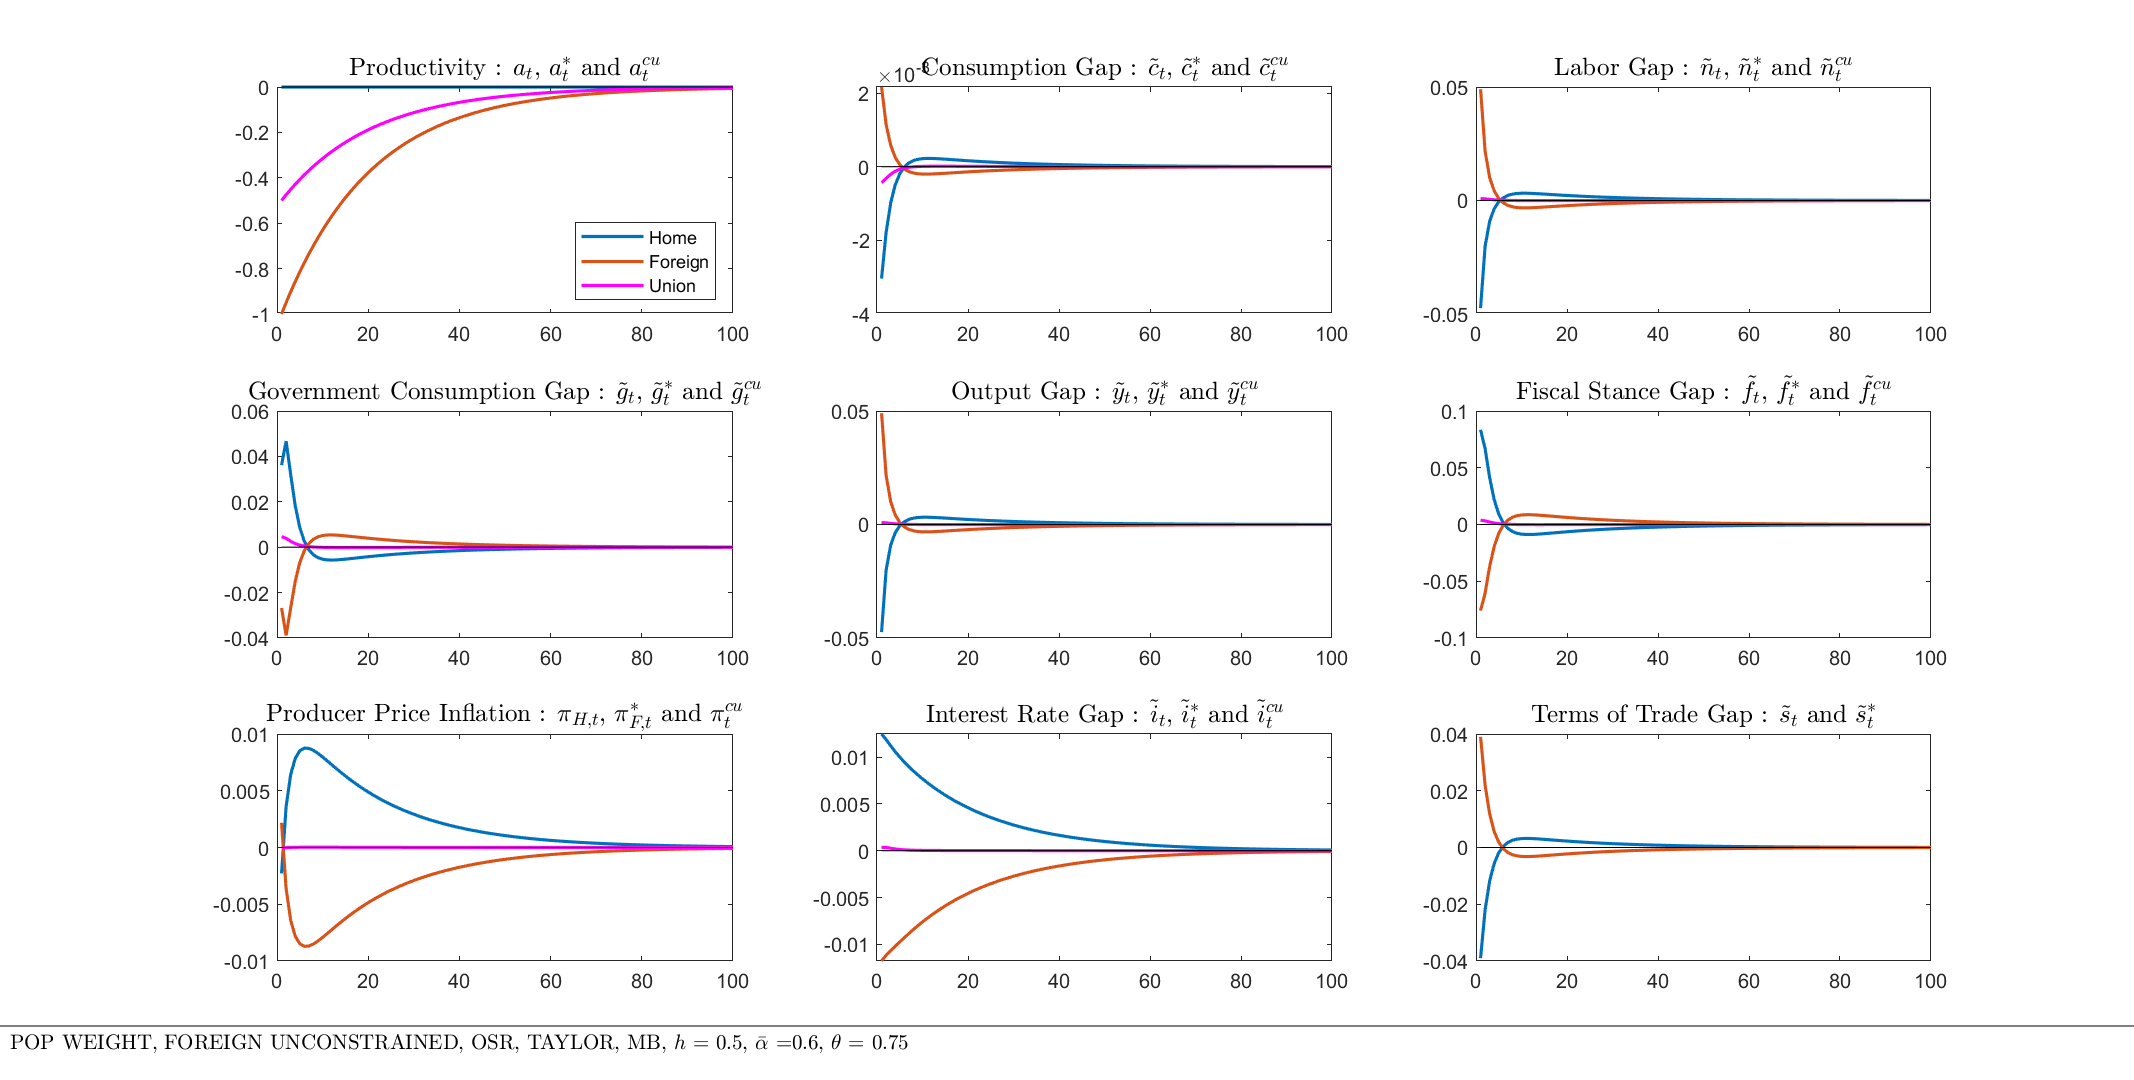 Productivity : a_t, a_t^* and a_t^{cu}
0
-0.2
-0.4
-0.6
-0.8
-1
0 20 40 60 80 100
Home
Foreign
Union
Consumption Gap : c̃_t, c̃_t^* and c̃_t^{cu}
×10^{-3}
2
0
-2
-4
0 20 40 60 80 100
Labor Gap : ñ_t, ñ_t^* and ñ_t^{cu}
0.05
0
-0.05
0 20 40 60 80 100
Government Consumption Gap : g̃_t, g̃_t^* and g̃_t^{cu}
0.06
0.04
0.02
0
-0.02
-0.04
0 20 40 60 80 100
Output Gap : ỹ_t, ỹ_t^* and ỹ_t^{cu}
0.05
0
-0.05
0 20 40 60 80 100
Fiscal Stance Gap : f̃_t, f̃_t^* and f̃_t^{cu}
0.1
0.05
0
-0.05
-0.1
0 20 40 60 80 100
Producer Price Inflation : π_{H,t}, π_{F,t}^* and π_t^{cu}
0.01
0.005
0
-0.005
-0.01
0 20 40 60 80 100
Interest Rate Gap : ĩ_t, ĩ_t^* and ĩ_t^{cu}
0.01
0.005
0
-0.005
-0.01
0 20 40 60 80 100
Terms of Trade Gap : s̃_t and s̃_t^*
0.04
0.02
0
-0.02
-0.04
0 20 40 60 80 100
POP WEIGHT, FOREIGN UNCONSTRAINED, OSR, TAYLOR, MB, h = 0.5, ᾱ =0.6, θ = 0.75